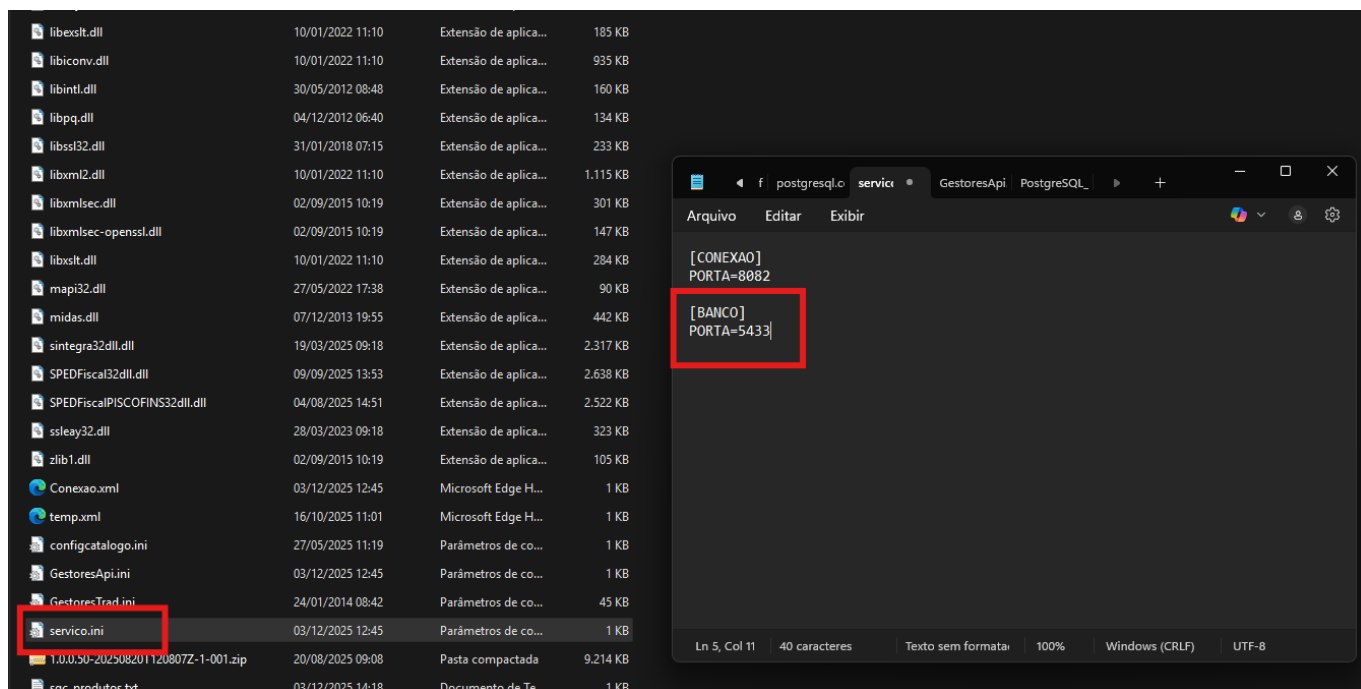 libexslt.dll 10/01/2022 11:10 Extensão de aplica... 185 KB
libiconv.dll 10/01/2022 11:10 Extensão de aplica... 935 KB
libintl.dll 30/05/2012 08:48 Extensão de aplica... 160 KB
libpq.dll 04/12/2012 06:40 Extensão de aplica... 134 KB
libssl32.dll 31/01/2018 07:15 Extensão de aplica... 233 KB
libxml2.dll 10/01/2022 11:10 Extensão de aplica... 1.115 KB
libxmlsec.dll 02/09/2015 10:19 Extensão de aplica... 301 KB
libxmlsec-openssl.dll 02/09/2015 10:19 Extensão de aplica... 147 KB
libxslt.dll 10/01/2022 11:10 Extensão de aplica... 284 KB
mapi32.dll 27/05/2022 17:38 Extensão de aplica... 90 KB
midas.dll 07/12/2013 19:55 Extensão de aplica... 442 KB
sintegra32dll.dll 19/03/2025 09:18 Extensão de aplica... 2.317 KB
SPEDFiscal32dll.dll 09/09/2025 13:53 Extensão de aplica... 2.638 KB
SPEDFiscalPISCOFINS32dll.dll 04/08/2025 14:51 Extensão de aplica... 2.522 KB
ssleay32.dll 28/03/2023 09:18 Extensão de aplica... 323 KB
zlib1.dll 02/09/2015 10:19 Extensão de aplica... 105 KB
Conexao.xml 03/12/2025 12:45 Microsoft Edge H... 1 KB
temp.xml 16/10/2025 11:01 Microsoft Edge H... 1 KB
configcatalogo.ini 27/05/2025 11:19 Parâmetros de co... 1 KB
GestoresApi.ini 03/12/2025 12:45 Parâmetros de co... 1 KB
GestoresTrad.ini 24/01/2014 08:42 Parâmetros de co... 45 KB
servico.ini 03/12/2025 12:45 Parâmetros de co... 1 KB
1.0.0.50-20250820T120807Z-1-001.zip 20/08/2025 09:08 Pasta compactada 9.214 KB
sgc_produtos.txt 03/12/2025 14:18 Documento de Te... 1 KB
f postgresql.c servic GestoresApi PostgreSQL_
Arquivo Editar Exibir
[CONEXAO]
PORTA=8082
[BANCO]
PORTA=5433
Ln 5, Col 11 40 caracteres Texto sem formata Windows (CRLF) 100% UTF-8